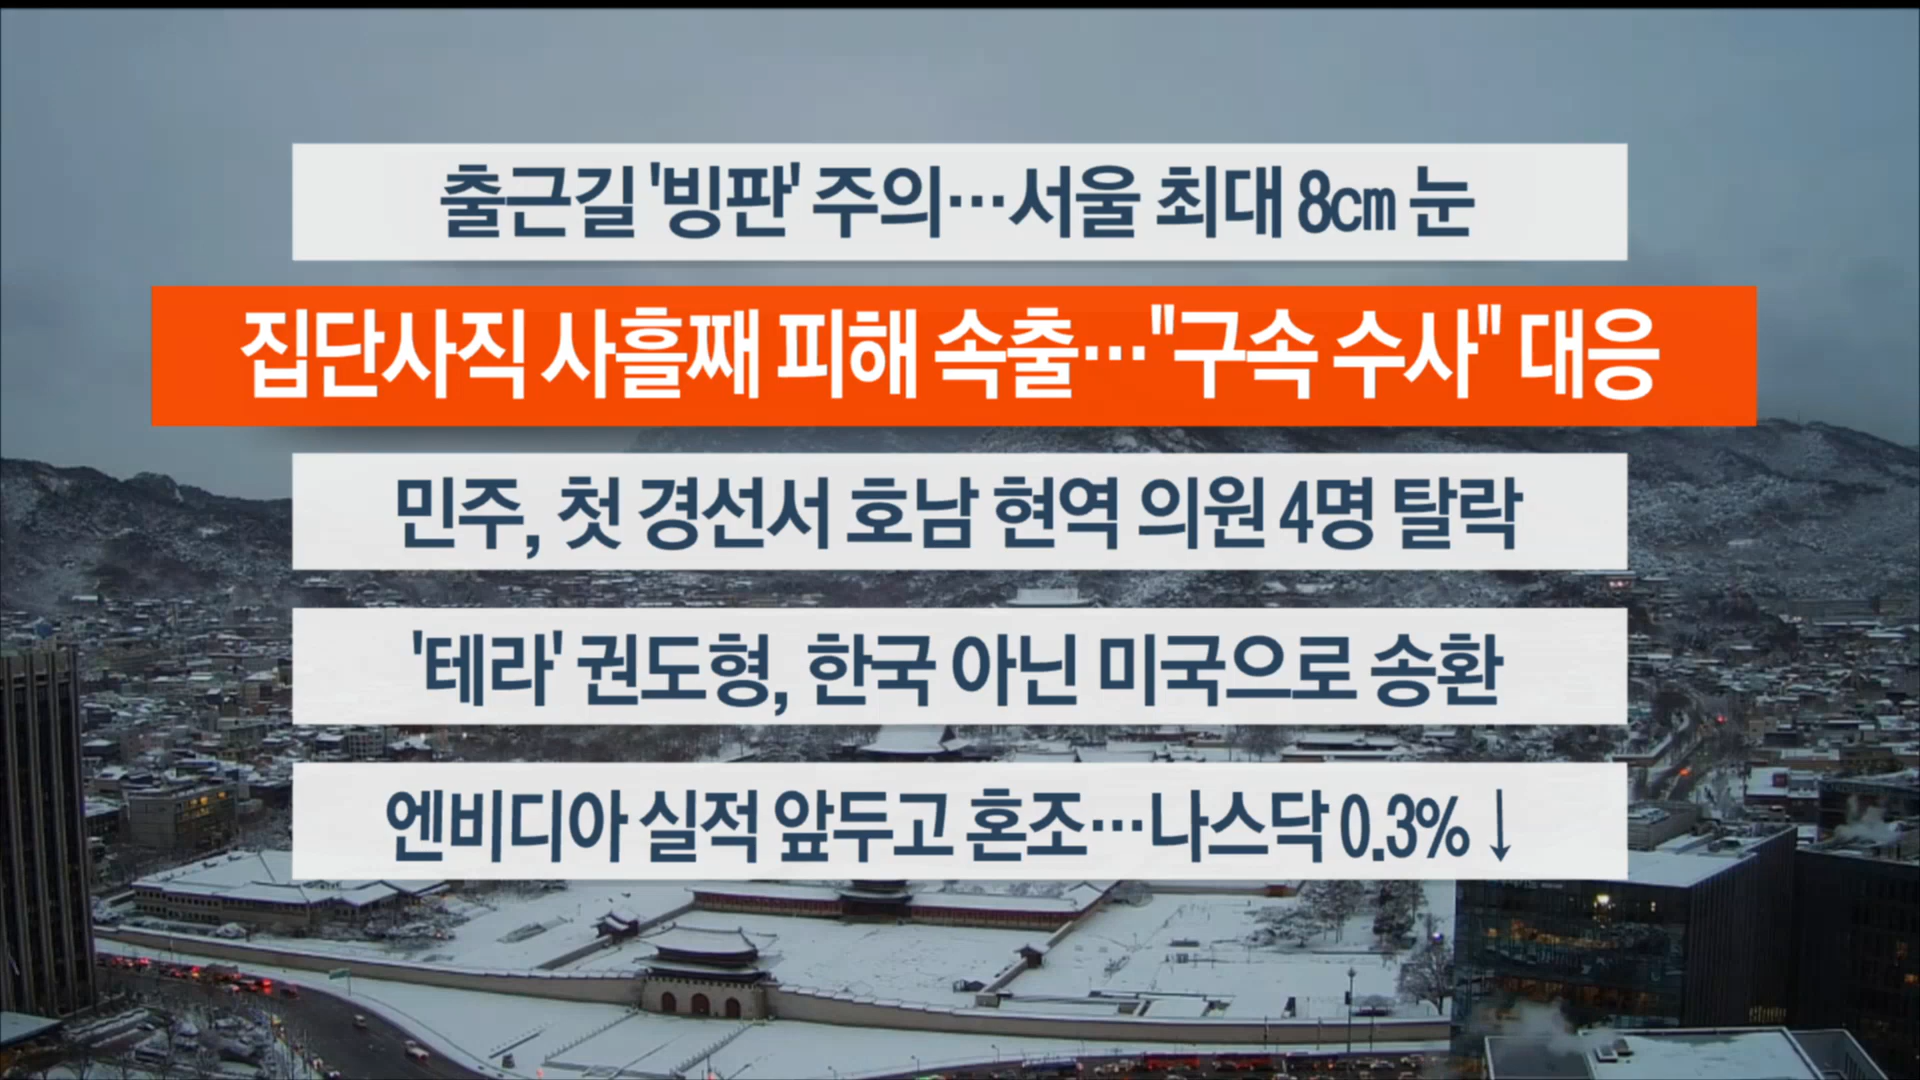 출근길 '빙판' 주의…서울 최대 8㎝ 눈
집단사직 사흘째 피해 속출…"구속 수사" 대응
민주, 첫 경선서 호남 현역 의원 4명 탈락
'테라' 권도형, 한국 아닌 미국으로 송환
엔비디아 실적 앞두고 혼조…나스닥 0.3%↓